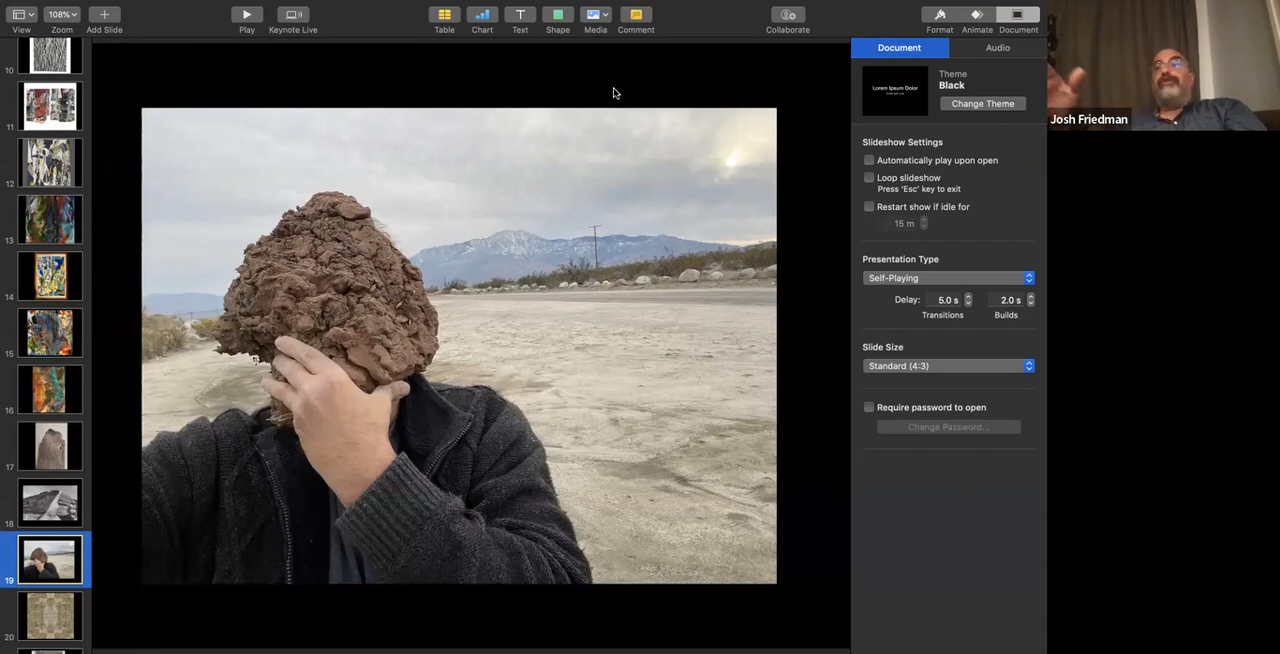 View
108%
Zoom
Add Slide
Play
Keynote Live
Table
Chart
Text
Shape
Media
Comment
Collaborate
Format
Animate
Document
Document
Audio
Lorem Ipsum Dolor
Theme
Black
Change Theme
Slideshow Settings
Automatically play upon open
Loop slideshow
Press 'Esc' key to exit
Restart show if idle for
15 m
Presentation Type
Self-Playing
Delay: 5.0 s 2.0 s
Transitions Builds
Slide Size
Standard (4:3)
Require password to open
Change Password...
10
11
12
13
14
15
16
17
18
19
20
Josh Friedman